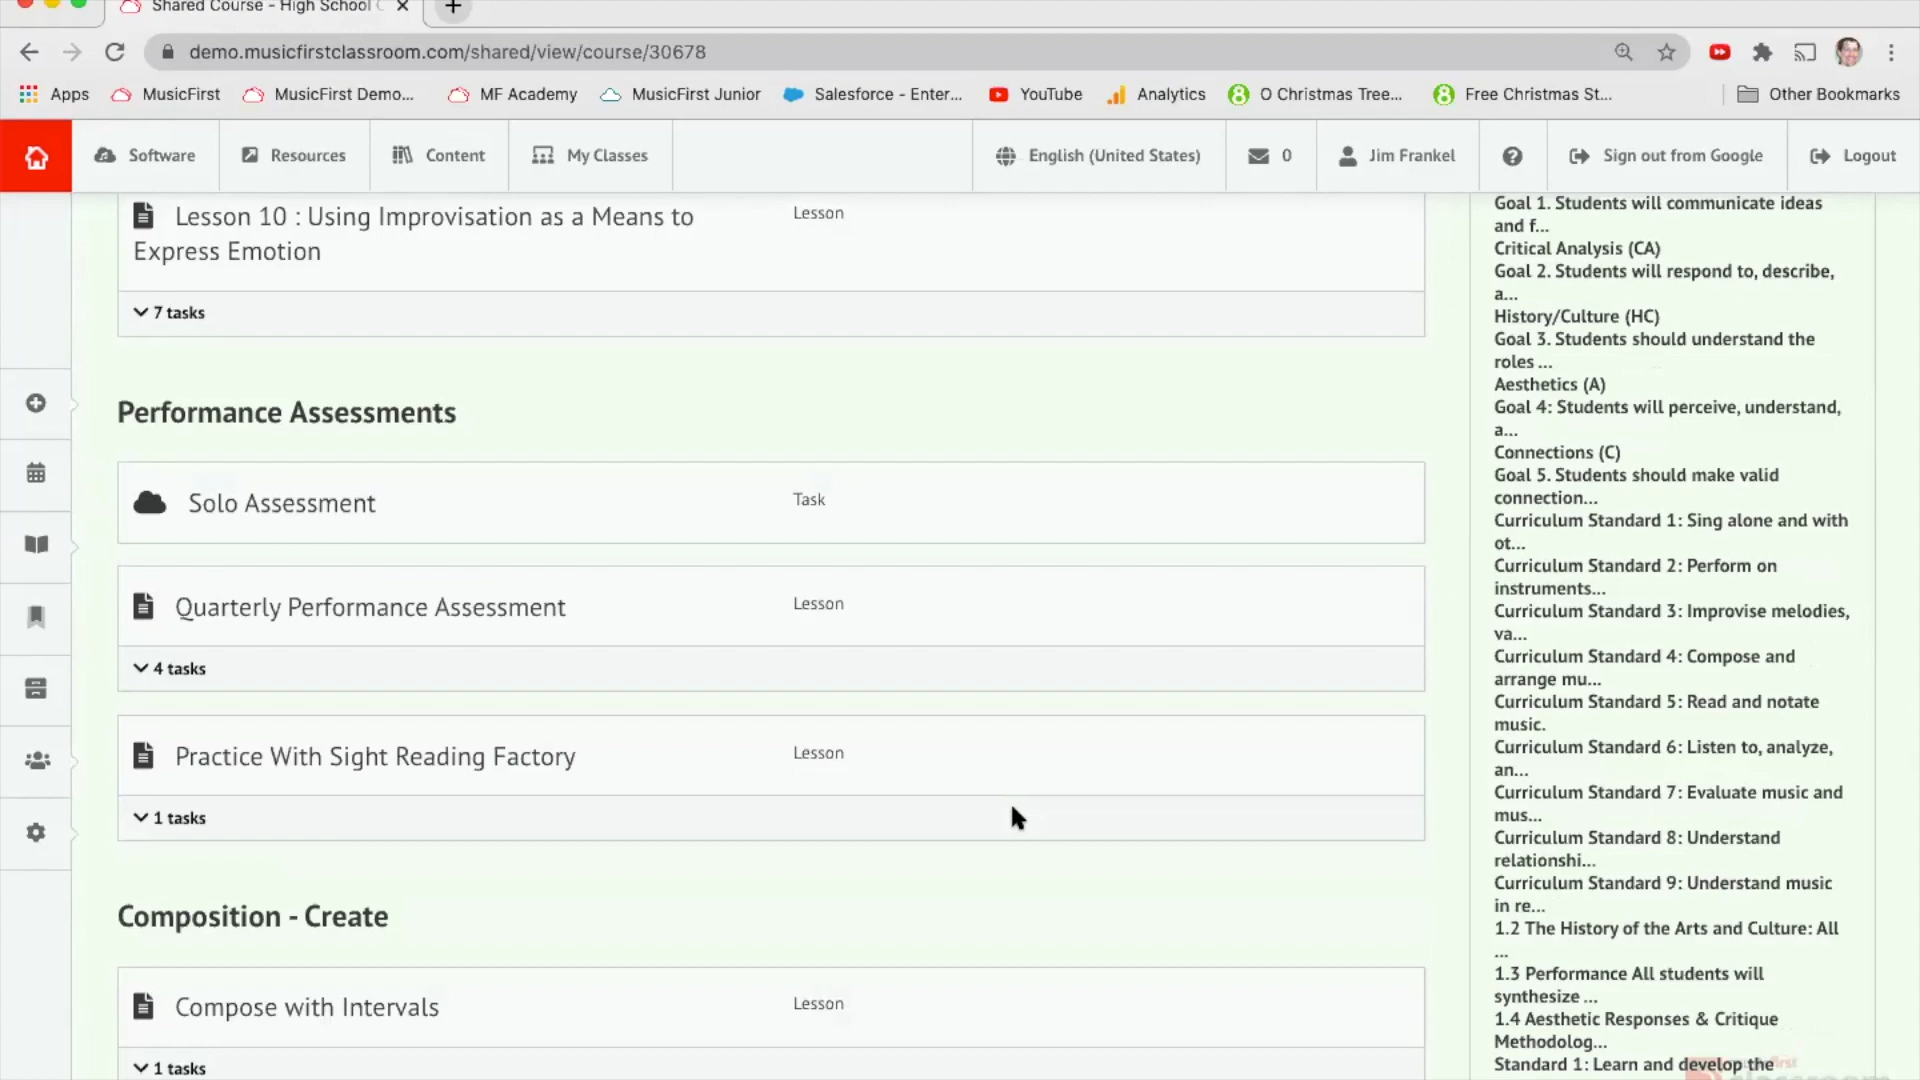 Shared Course - High School
demo.musicfirstclassroom.com/shared/view/course/30678
Apps
MusicFirst
MusicFirst Demo...
MF Academy
MusicFirst Junior
Salesforce - Enter...
YouTube
Analytics
O Christmas Tree...
Free Christmas St...
Other Bookmarks
Software
Resources
Content
My Classes
English (United States)
0
Jim Frankel
Sign out from Google
Logout
Lesson 10 : Using Improvisation as a Means to
Express Emotion
Lesson
7 tasks
Performance Assessments
Solo Assessment
Task
Quarterly Performance Assessment
Lesson
4 tasks
Practice With Sight Reading Factory
Lesson
1 tasks
Composition - Create
Compose with Intervals
Lesson
1 tasks
Goal 1. Students will communicate ideas
and f...
Critical Analysis (CA)
Goal 2. Students will respond to, describe,
a...
History/Culture (HC)
Goal 3. Students should understand the
roles ...
Aesthetics (A)
Goal 4: Students will perceive, understand,
a...
Connections (C)
Goal 5. Students should make valid
connection...
Curriculum Standard 1: Sing alone and with
ot...
Curriculum Standard 2: Perform on
instruments...
Curriculum Standard 3: Improvise melodies,
va...
Curriculum Standard 4: Compose and
arrange mu...
Curriculum Standard 5: Read and notate
music.
Curriculum Standard 6: Listen to, analyze,
an...
Curriculum Standard 7: Evaluate music and
mus...
Curriculum Standard 8: Understand
relationshi...
Curriculum Standard 9: Understand music
in re...
1.2 The History of the Arts and Culture: All
...
1.3 Performance All students will
synthesize ...
1.4 Aesthetic Responses & Critique
Methodolog...
Standard 1: Learn and develop the